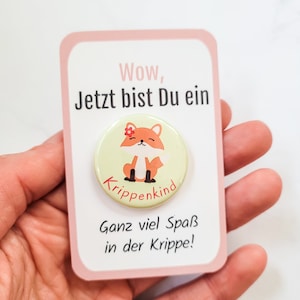 Wow,
Jetzt bist Du ein
Krippenkind
Ganz viel Spaß
in der Krippe!